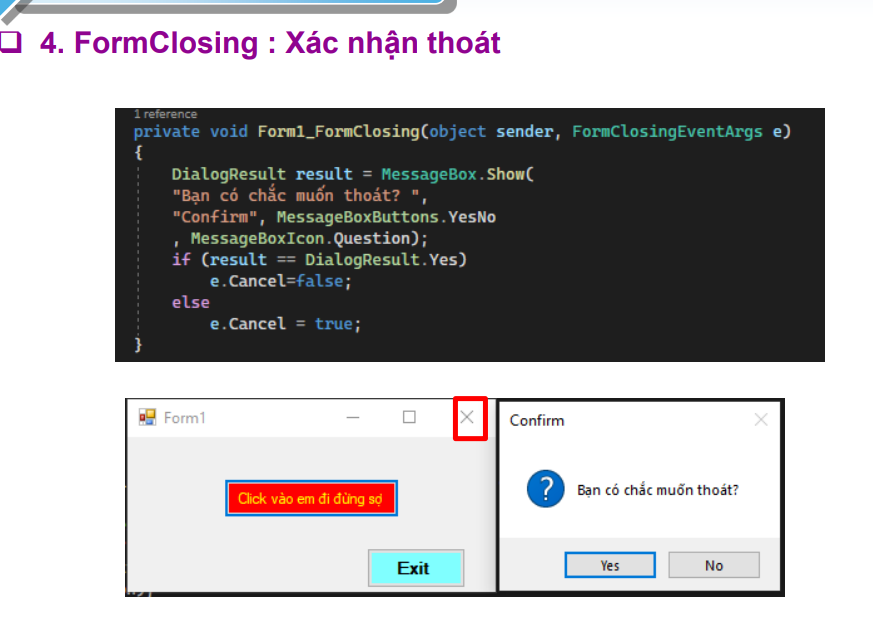 4. FormClosing : Xác nhận thoát
1 reference
private void Form1_FormClosing(object sender, FormClosingEventArgs e)
{
DialogResult result = MessageBox.Show(
"Bạn có chắc muốn thoát? ",
"Confirm", MessageBoxButtons.YesNo
, MessageBoxIcon.Question);
if (result == DialogResult.Yes)
e.Cancel=false;
else
e.Cancel = true;
}
Form1
Click vào em đi đừng sợ
Exit
Confirm
Bạn có chắc muốn thoát?
Yes
No